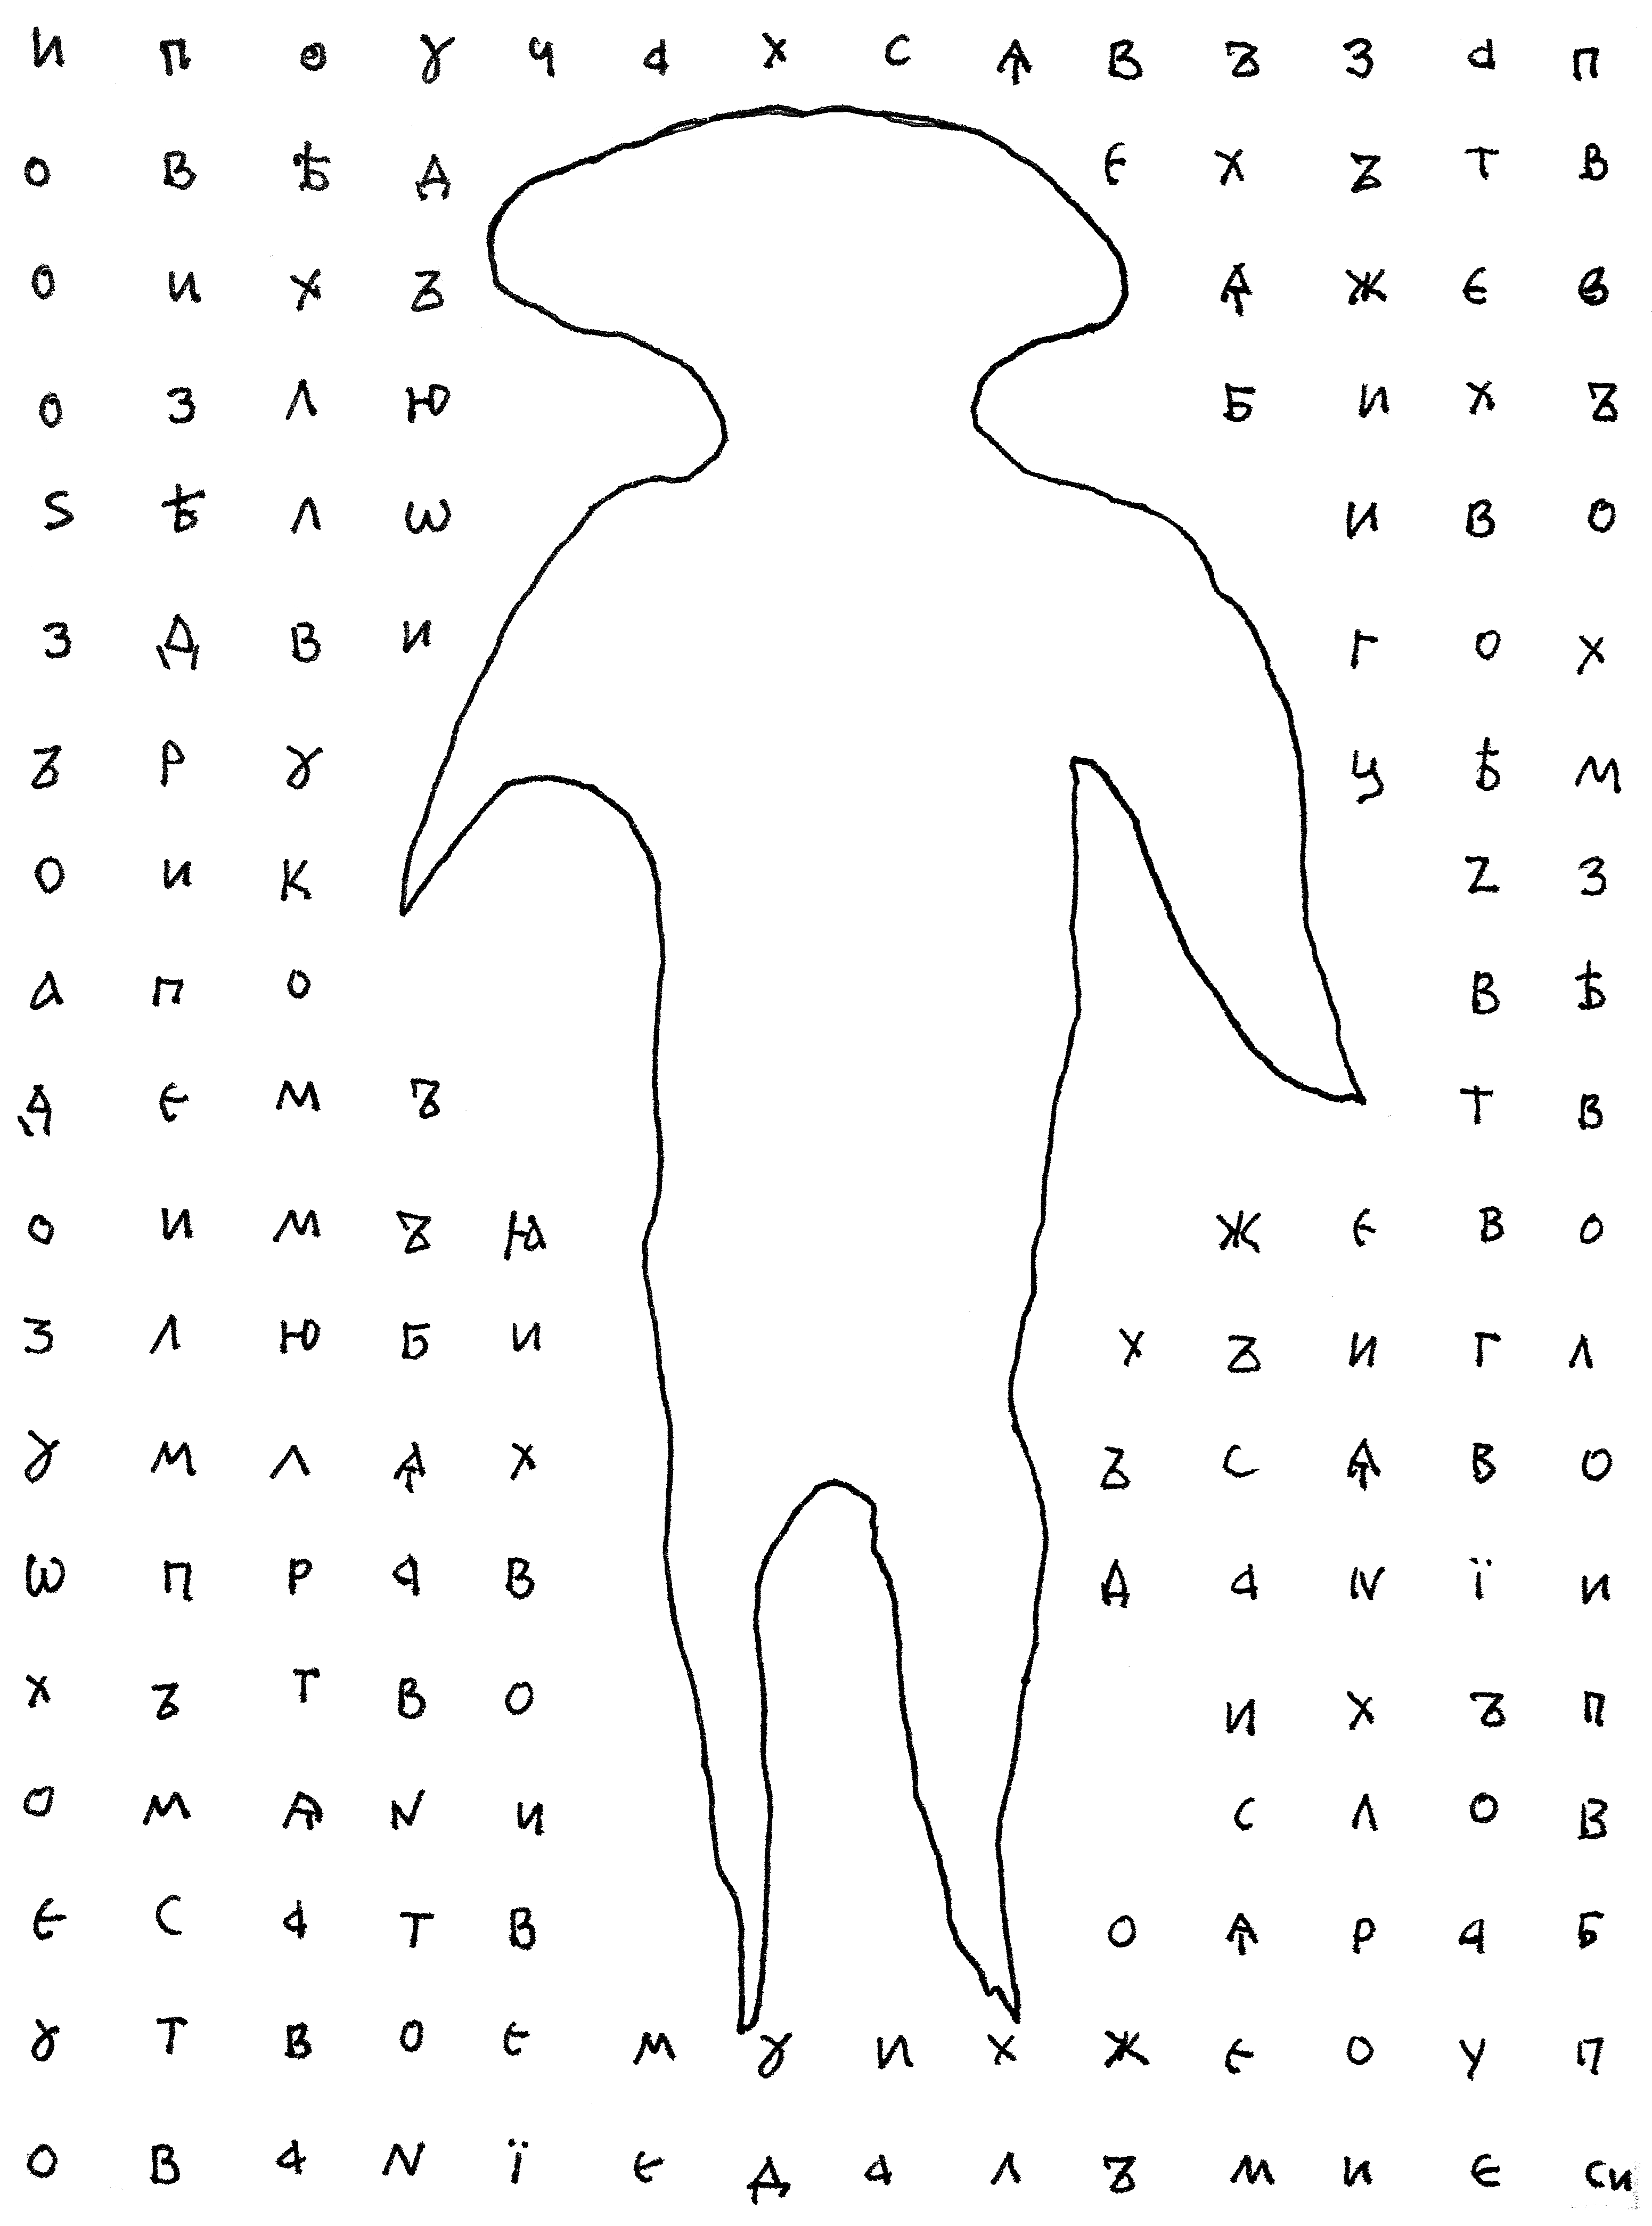 и п о ꙋ ч а х с ѧ в ъ з а п
о в ѣ д є х ъ т в
о и х ъ ѧ ж є в
о з л ю б и х ъ
ѕ ѣ л ѡ и в о
з д в и г о х
ъ р ꙋ ц ѣ м
о и к z з
а п о в ѣ
д є м ъ т в
о и м ъ ꙗ ж є в о
з л ю б и х ъ и г л
ꙋ м л ѧ х ъ с ѧ в о
ѡ п р а в д а н ї и
х ъ т в о и х ъ п
о м ѧ н и с л о в
є с а т в о ѧ р а б
ꙋ т в о є м ꙋ и х ж є о у п
о в а н ї є д а л ъ м и є си